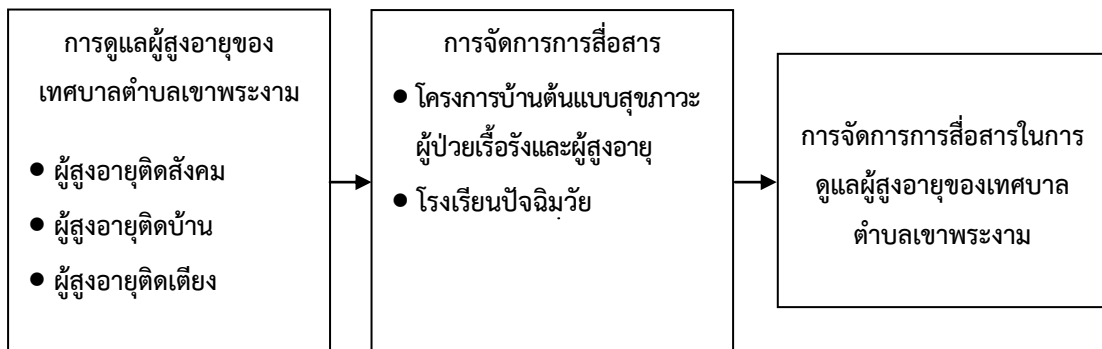 การดูแลผู้สูงอายุของ
เทศบาลตำบลเขาพระงาม
● ผู้สูงอายุติดสังคม
● ผู้สูงอายุติดบ้าน
● ผู้สูงอายุติดเตียง
การจัดการการสื่อสาร
● โครงการบ้านต้นแบบสุขภาวะ
ผู้ป่วยเรื้อรังและผู้สูงอายุ
● โรงเรียนปัจฉิมวัย
การจัดการการสื่อสารในการ
ดูแลผู้สูงอายุของเทศบาล
ตำบลเขาพระงาม